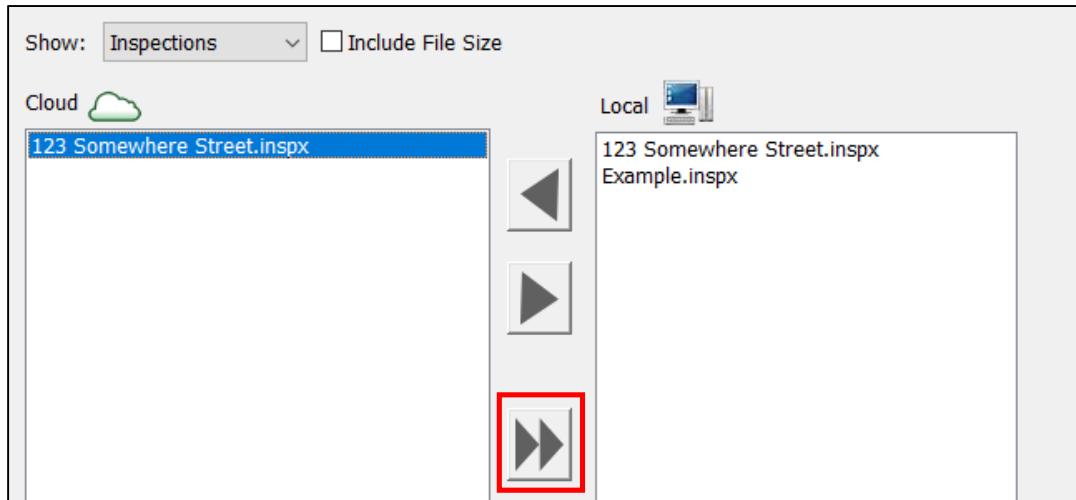 Show: Inspections Include File Size
Cloud
Local
123 Somewhere Street.inspx
123 Somewhere Street.inspx
Example.inspx